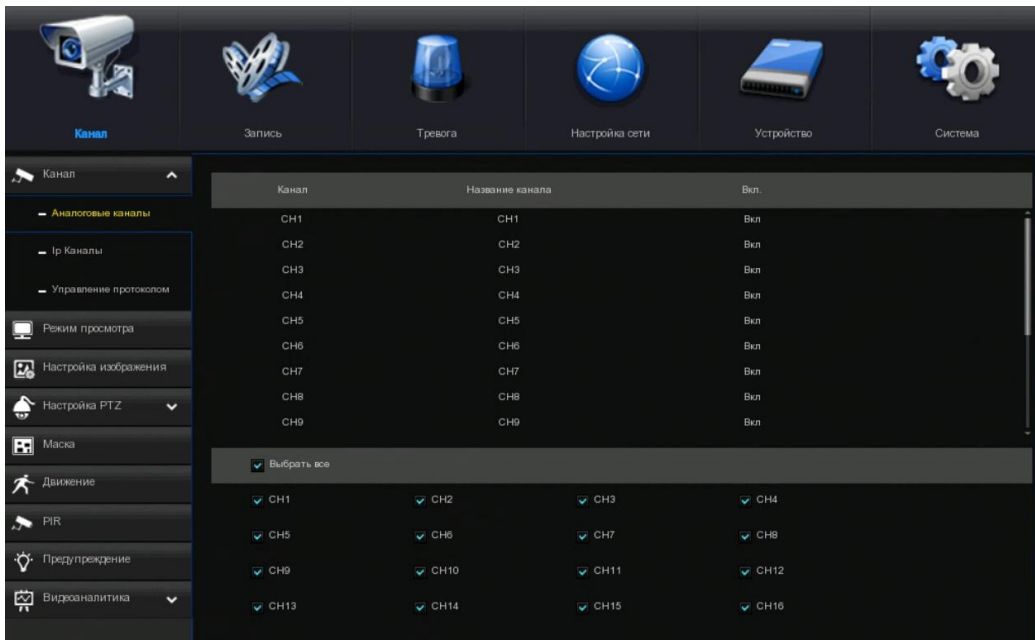 Канал Запись Тревога Настройка сети Устройство Система
Канал
Аналоговые каналы
Ip Каналы
Управление протоколом
Режим просмотра
Настройка изображения
Настройка PTZ
Маска
Движение
PIR
Предупреждение
Видеоаналитика
Канал Название канала Вкл.
CH1 CH1 Вкл
CH2 CH2 Вкл
CH3 CH3 Вкл
CH4 CH4 Вкл
CH5 CH5 Вкл
CH6 CH6 Вкл
CH7 CH7 Вкл
CH8 CH8 Вкл
CH9 CH9 Вкл
Выбрать все
CH1 CH2 CH3 CH4
CH5 CH6 CH7 CH8
CH9 CH10 CH11 CH12
CH13 CH14 CH15 CH16